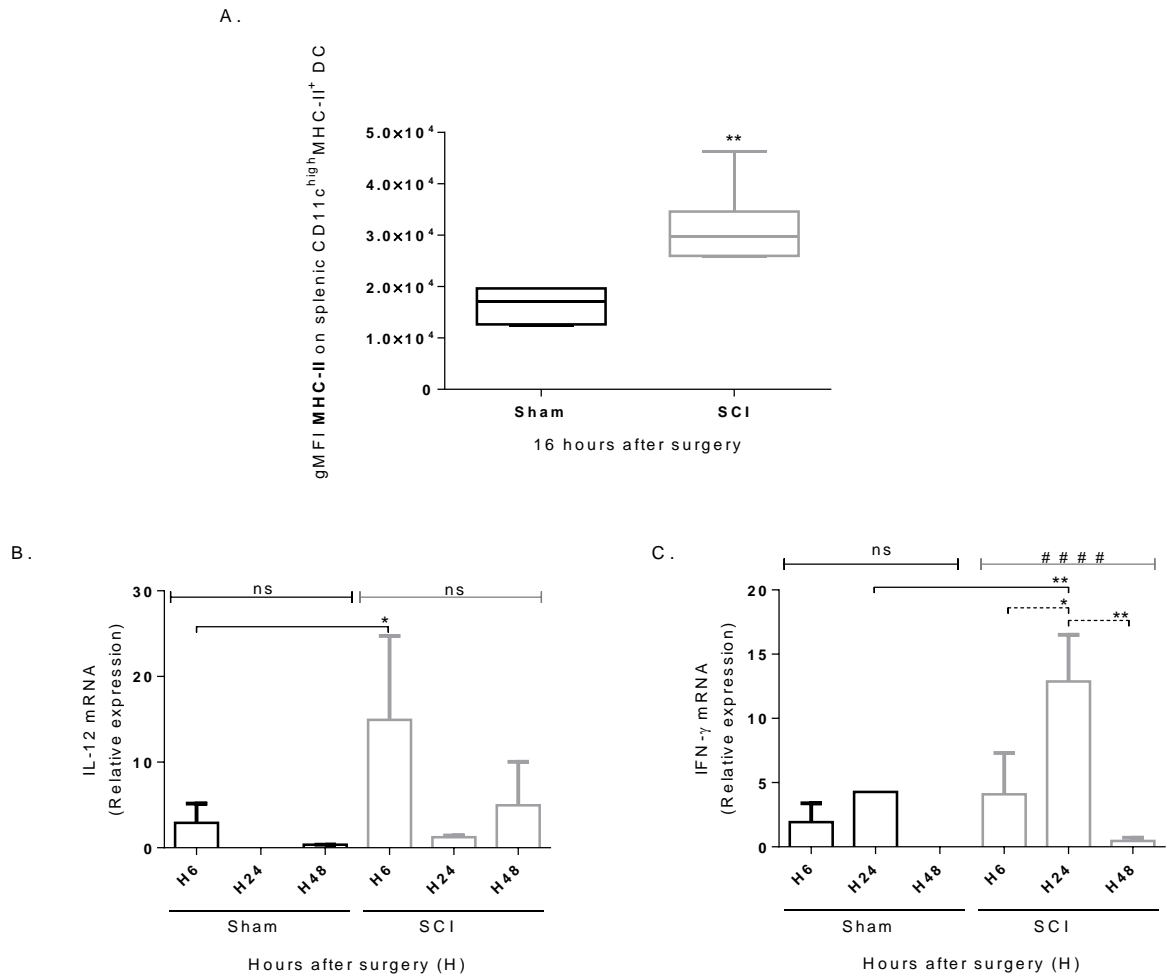 A.
gMFI MHC-II on splenic CD11c^high MHC-II^+ DC
5.0×10^4
4.0×10^4
3.0×10^4
2.0×10^4
1.0×10^4
0
**
Sham SCI
16 hours after surgery
B.
IL-12 mRNA
(Relative expression)
30
20
10
0
ns ns
*
H6 H24 H48 H6 H24 H48
Sham SCI
Hours after surgery (H)
C.
IFN-γ mRNA
(Relative expression)
20
15
10
5
0
ns ####
**
*
**
H6 H24 H48 H6 H24 H48
Sham SCI
Hours after surgery (H)